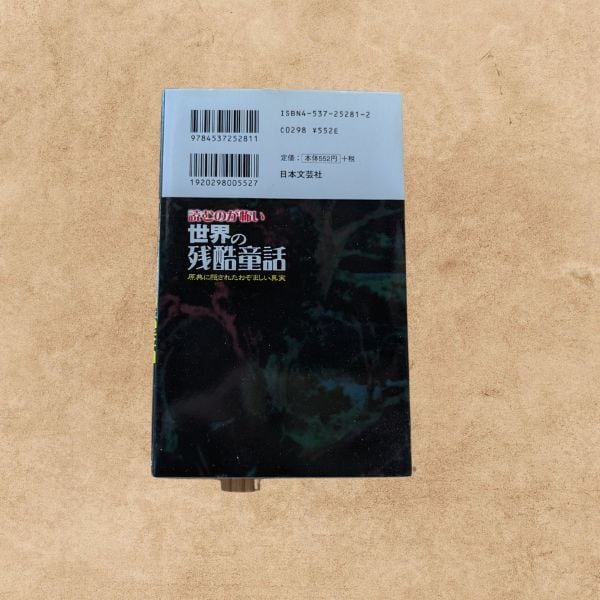 ISBN4-537-25281-2
C0298 ¥552E
9784537252811
定価：本体552円+税
1920298005527
日本文芸社
読むのが怖い
世界の
残酷童話
原典に隠されたおぞましい真実